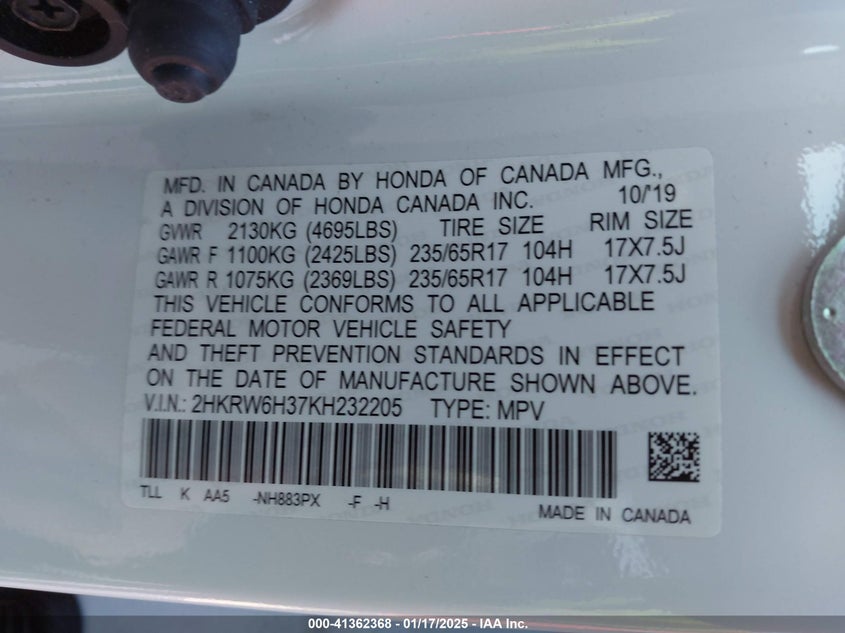 MFD. IN CANADA BY HONDA OF CANADA MFG.,
A DIVISION OF HONDA CANADA INC. 10/'19
GVWR 2130KG (4695LBS) TIRE SIZE RIM SIZE
GAWR F 1100KG (2425LBS) 235/65R17 104H 17X7.5J
GAWR R 1075KG (2369LBS) 235/65R17 104H 17X7.5J
THIS VEHICLE CONFORMS TO ALL APPLICABLE
FEDERAL MOTOR VEHICLE SAFETY
AND THEFT PREVENTION STANDARDS IN EFFECT
ON THE DATE OF MANUFACTURE SHOWN ABOVE.
V.I.N.: 2HKRW6H37KH232205 TYPE: MPV
TLL K AA5 -NH883PX -F -H
MADE IN CANADA
000-41362368 - 01/17/2025 - IAA Inc.